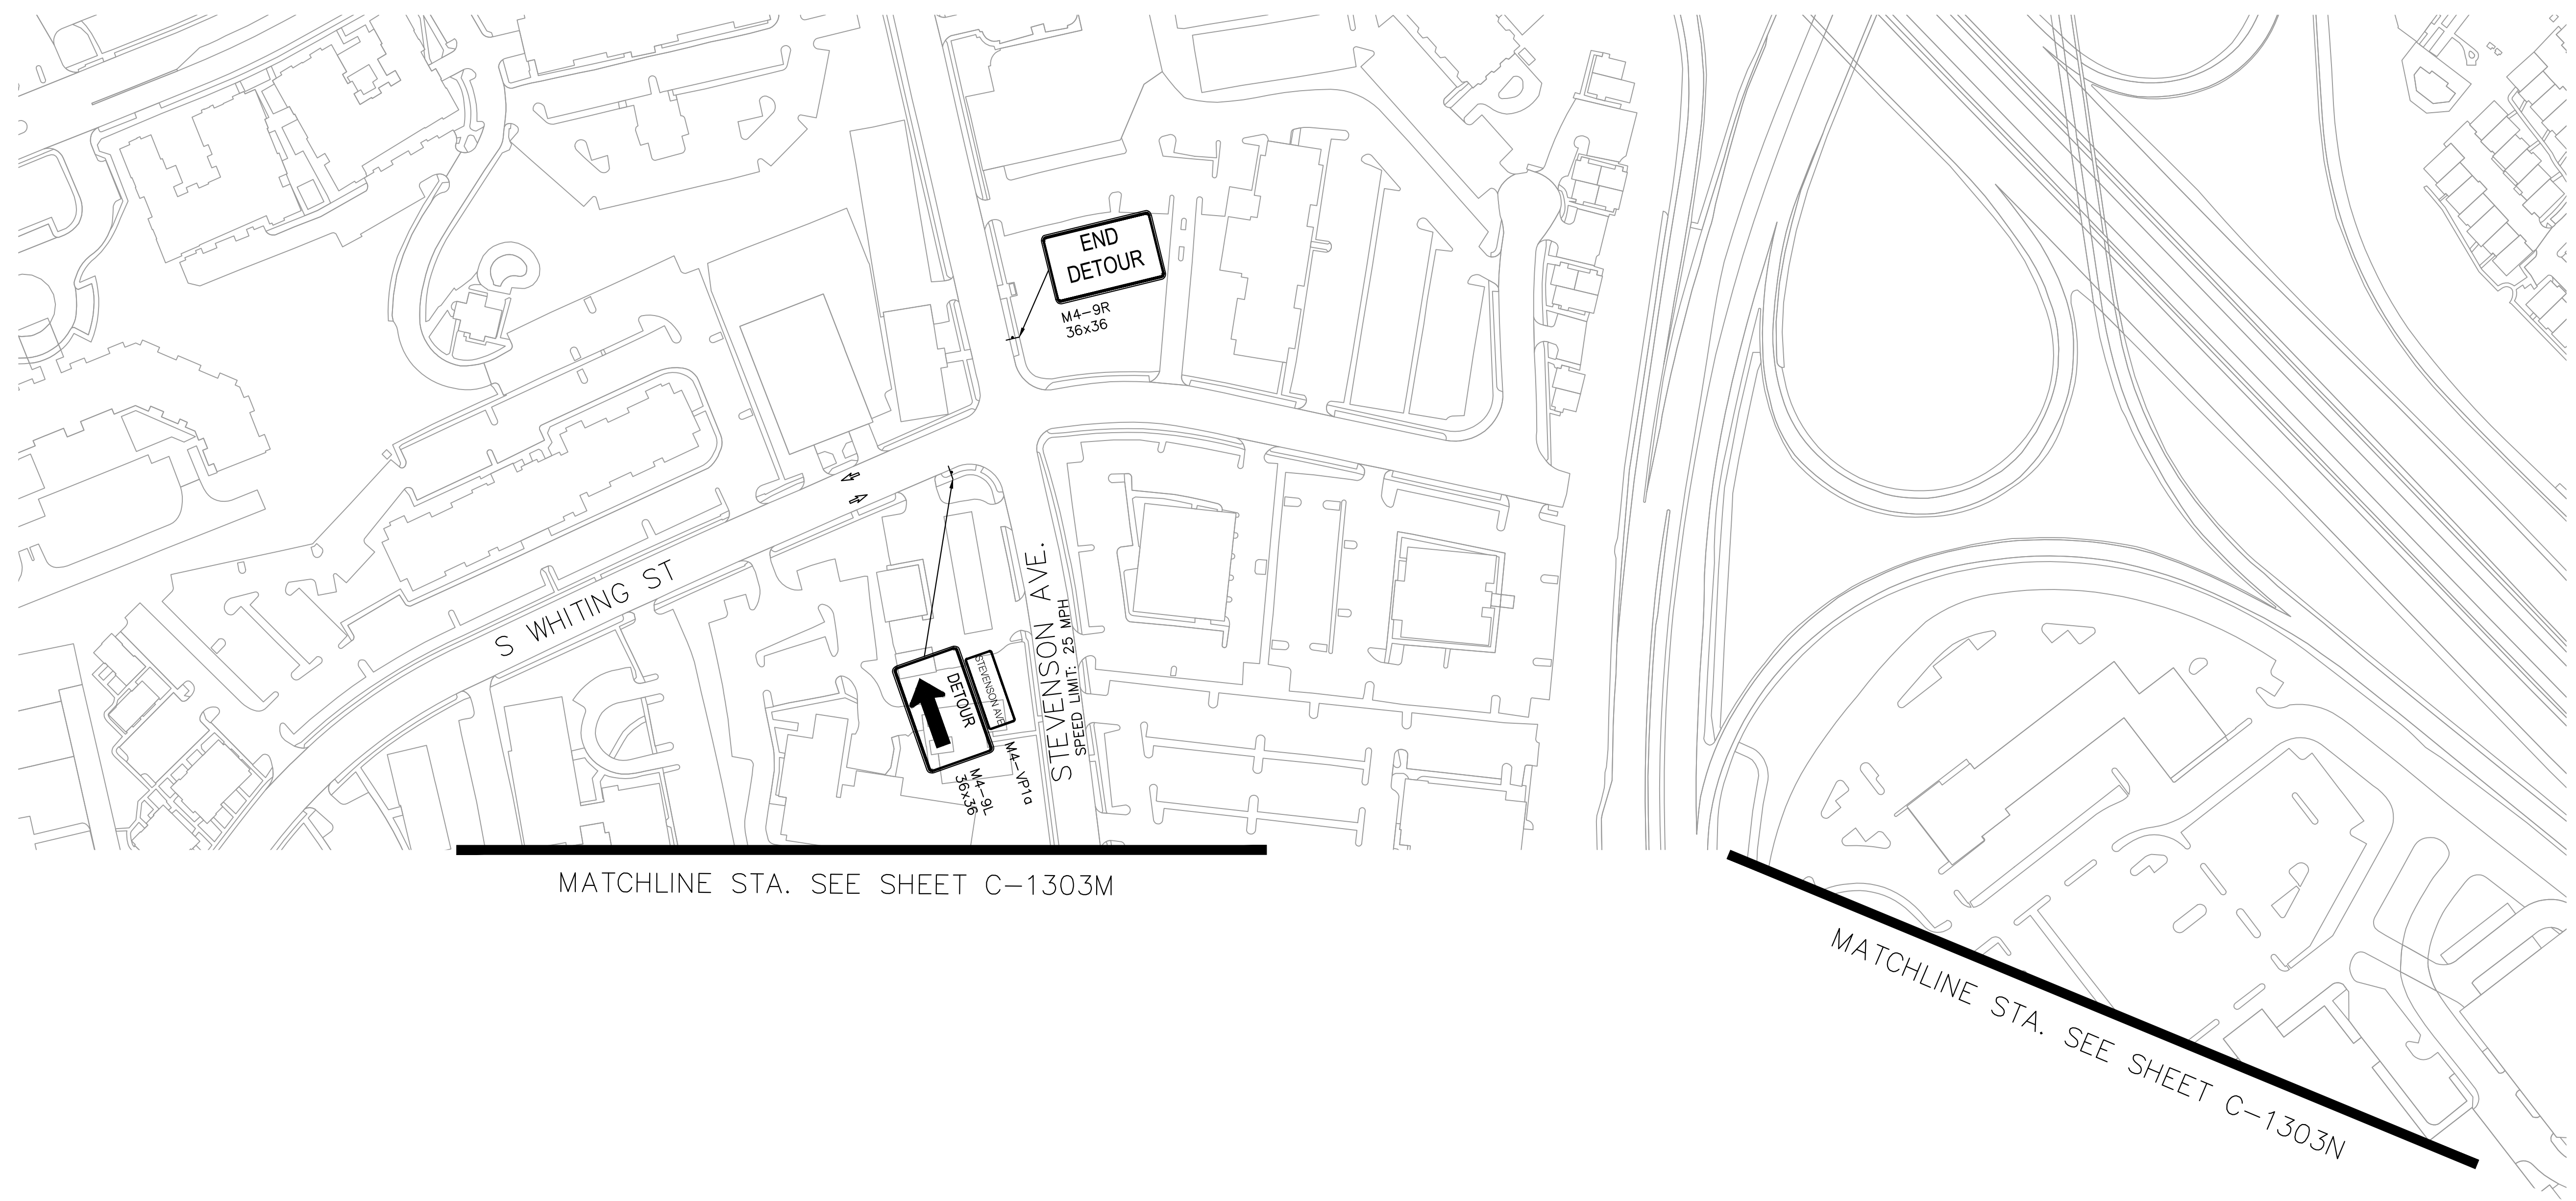 END
DETOUR
M4-9R
36x36
S WHITING ST
STEVENSON AVE.
SPEED LIMIT: 25 MPH
STEVENSON AVE
DETOUR
M4-VP1a
M4-9L
36x36
MATCHLINE STA. SEE SHEET C-1303M
MATCHLINE STA. SEE SHEET C-1303N